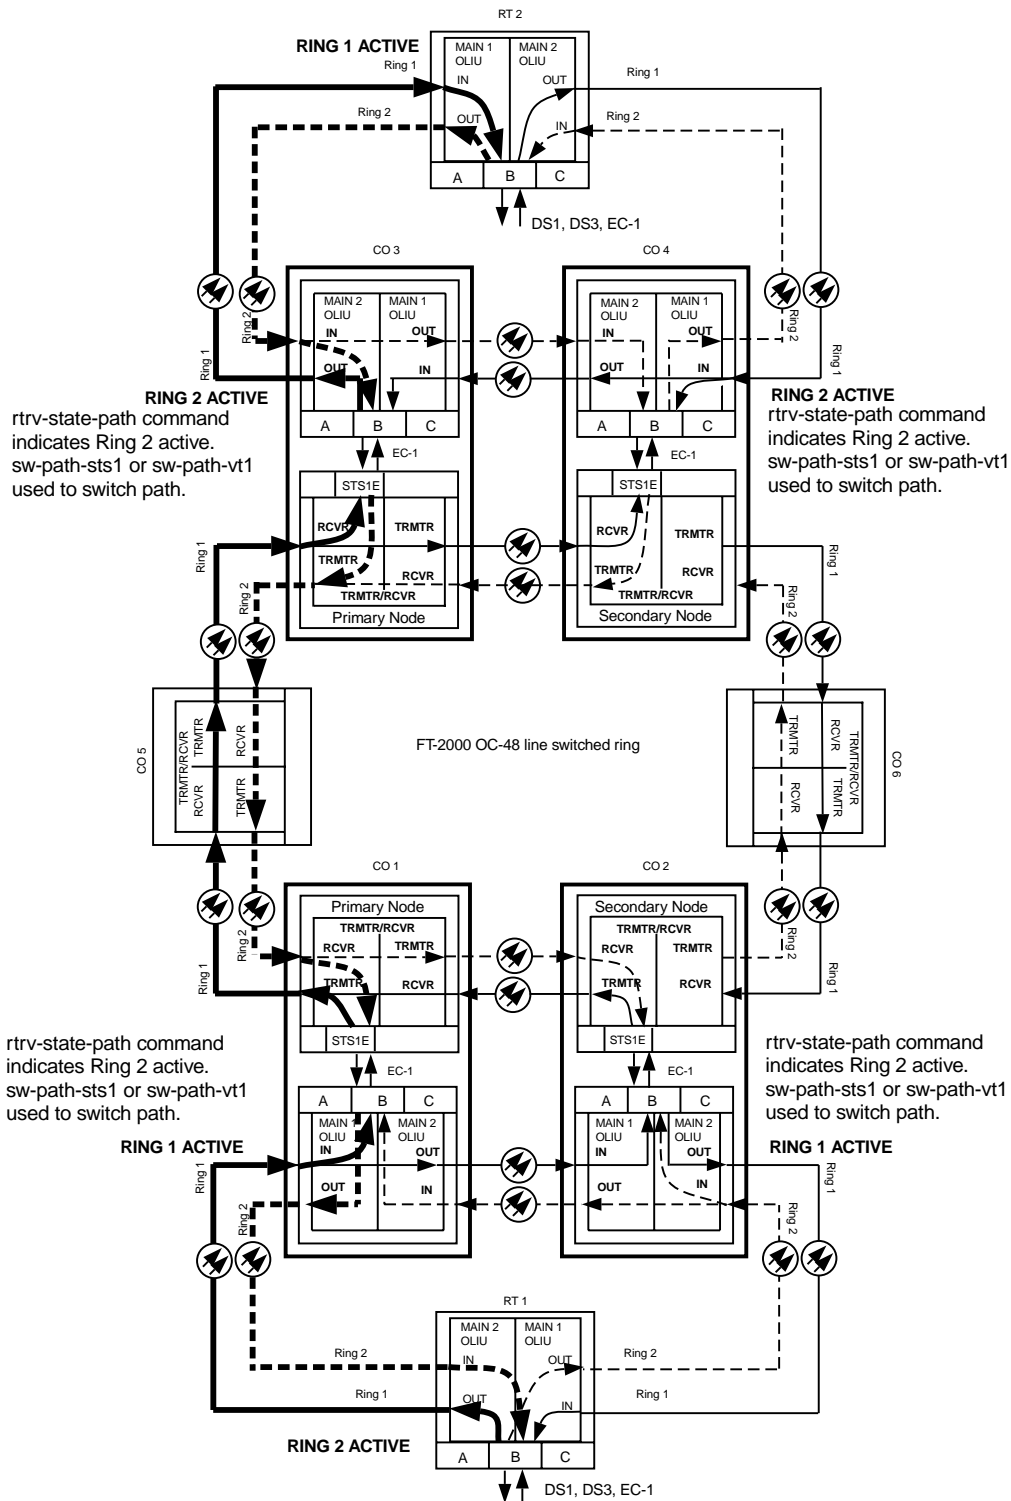 RT 2
RING 1 ACTIVE
MAIN 1
OLIU
MAIN 2
OLIU
Ring 1
IN
OUT
Ring 1
Ring 2
OUT
IN
Ring 2
A
B
C
DS1, DS3, EC-1
CO 3
CO 4
MAIN 2
OLIU
MAIN 1
OLIU
MAIN 2
OLIU
MAIN 1
OLIU
Ring 2
IN
OUT
IN
OUT
Ring 2
Ring 1
OUT
IN
OUT
IN
Ring 1
RING 2 ACTIVE
rtrv-state-path command
indicates Ring 2 active.
sw-path-sts1 or sw-path-vt1
used to switch path.
A
B
C
A
B
C
RING 2 ACTIVE
rtrv-state-path command
indicates Ring 2 active.
sw-path-sts1 or sw-path-vt1
used to switch path.
EC-1
EC-1
STS1E
STS1E
Ring 1
RCVR
TRMTR
RCVR
TRMTR
Ring 1
TRMTR
RCVR
TRMTR
RCVR
Ring 2
TRMTR/RCVR
TRMTR/RCVR
Ring 2
Primary Node
Secondary Node
CO 5
TRMTR/RCVR
TRMTR
RCVR
RCVR
TRMTR
FT-2000 OC-48 line switched ring
TRMTR
RCVR
RCVR
TRMTR
TRMTR/RCVR
CO 6
CO 1
CO 2
Primary Node
Secondary Node
TRMTR/RCVR
TRMTR/RCVR
Ring 2
RCVR
TRMTR
RCVR
TRMTR
Ring 2
Ring 1
TRMTR
RCVR
TRMTR
RCVR
Ring 1
STS1E
STS1E
rtrv-state-path command
indicates Ring 2 active.
sw-path-sts1 or sw-path-vt1
used to switch path.
EC-1
EC-1
rtrv-state-path command
indicates Ring 2 active.
sw-path-sts1 or sw-path-vt1
used to switch path.
A
B
C
A
B
C
RING 1 ACTIVE
MAIN 1
OLIU
MAIN 2
OLIU
MAIN 1
OLIU
MAIN 2
OLIU
RING 1 ACTIVE
Ring 1
IN
OUT
IN
OUT
Ring 1
Ring 2
OUT
IN
OUT
IN
Ring 2
RT 1
MAIN 2
OLIU
MAIN 1
OLIU
Ring 2
IN
OUT
Ring 2
Ring 1
OUT
IN
Ring 1
RING 2 ACTIVE
A
B
C
DS1, DS3, EC-1